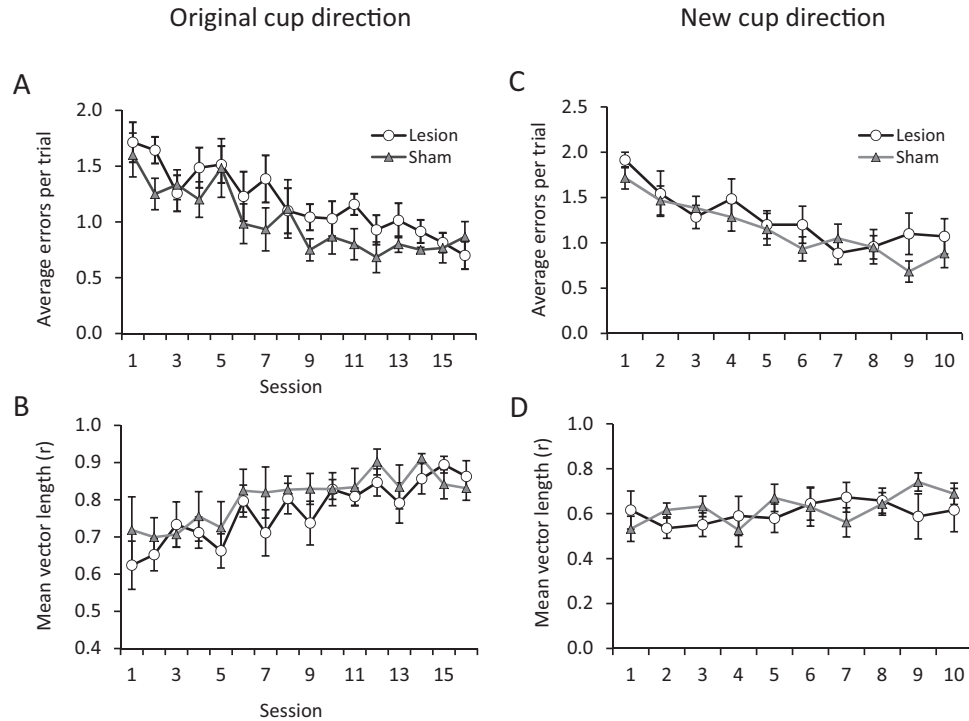 Original cup direction
New cup direction
A
Average errors per trial
2.0
1.5
1.0
0.5
0.0
Lesion
Sham
1 3 5 7 9 11 13 15
Session
C
Average errors per trial
2.5
2.0
1.5
1.0
0.5
0.0
Lesion
Sham
1 2 3 4 5 6 7 8 9 10
B
Mean vector length (r)
1.0
0.9
0.8
0.7
0.6
0.5
0.4
1 3 5 7 9 11 13 15
Session
D
Mean vector length (r)
1.0
0.8
0.6
0.4
0.2
0.0
1 2 3 4 5 6 7 8 9 10